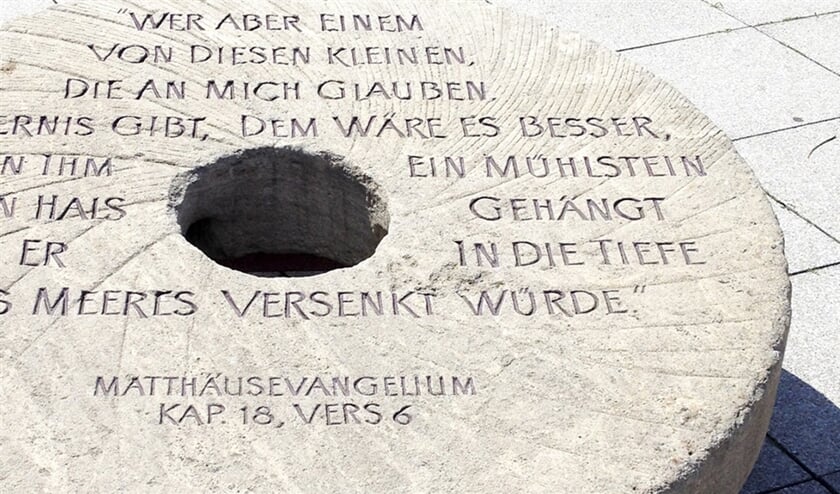 "WER ABER EINEM
VON DIESEN KLEINEN,
DIE AN MICH GLAUBEN,
ERNIS GIBT, DEM WÄRE ES BESSER,
N IHM EIN MÜHLSTEIN
N HALS GEHÄNGT
ER IN DIE TIEFE
S MEERES VERSENKT WÜRDE."
MATTHÄUSEVANGELIUM
KAP. 18, VERS 6